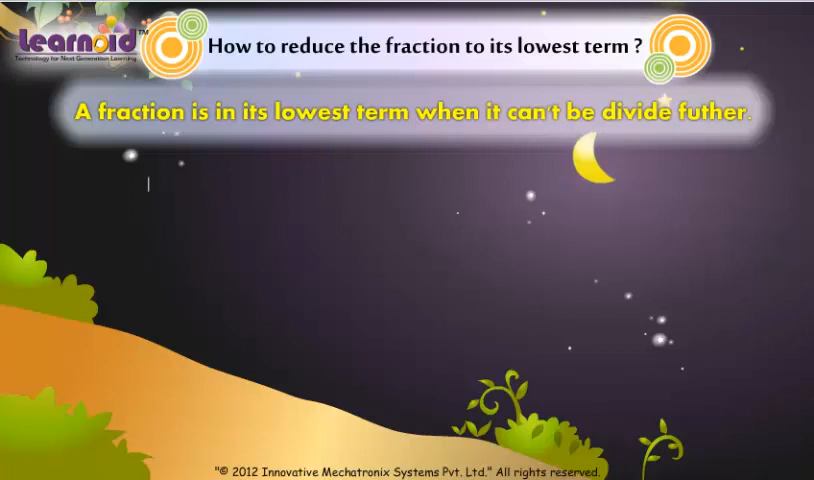 Learnoid™
Technology for Next Generation Learning
How to reduce the fraction to its lowest term ?
A fraction is in its lowest term when it can't be divide futher.
"© 2012 Innovative Mechatronix Systems Pvt. Ltd." All rights reserved.